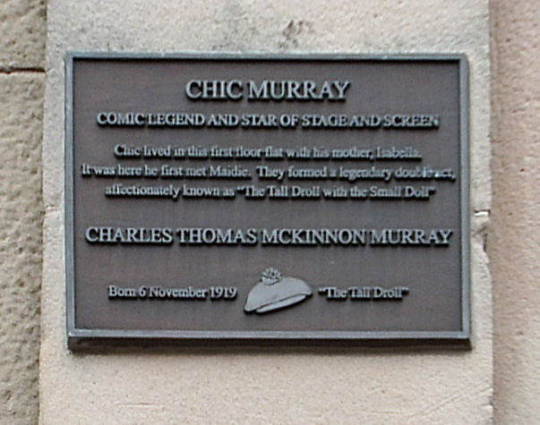 CHIC MURRAY
COMIC LEGEND AND STAR OF STAGE AND SCREEN
Chic lived in this first floor flat with his mother, Isabella.
It was here he first met Maidie. They formed a legendary double act,
affectionately known as "The Tall Droll with the Small Doll"
CHARLES THOMAS MCKINNON MURRAY
Born 6 November 1919 "The Tall Droll"